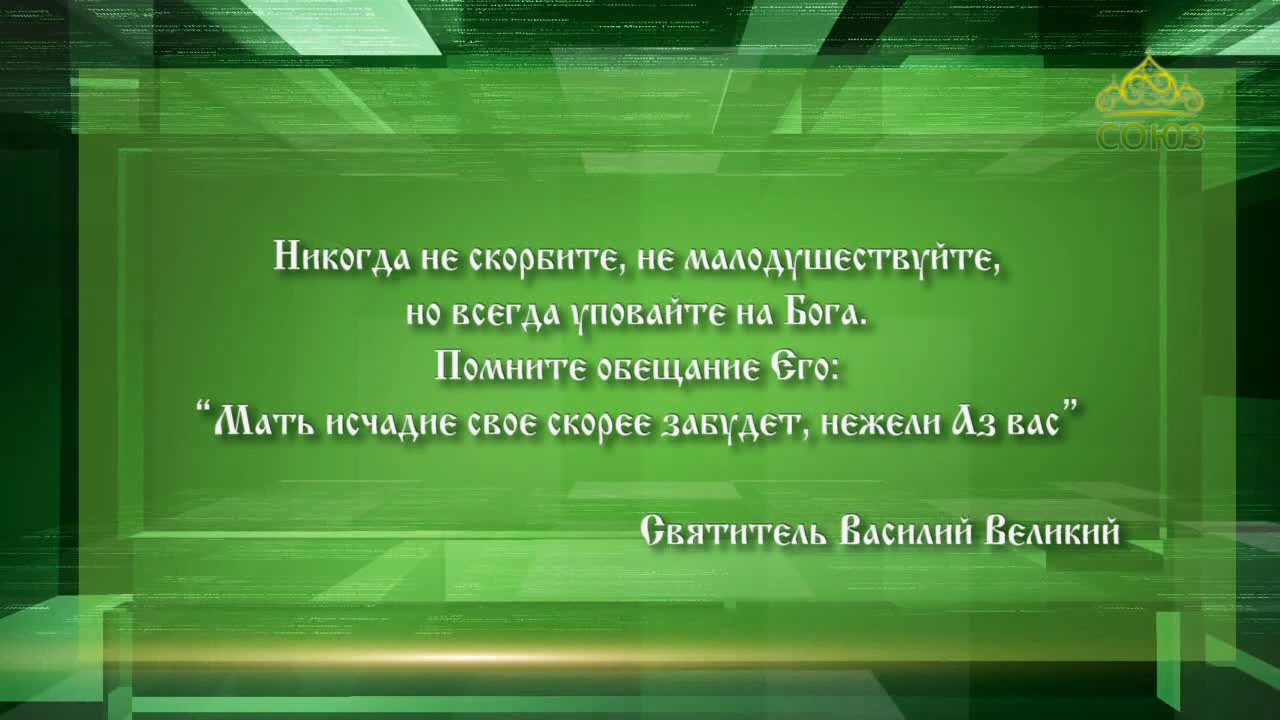 СОЮЗ
Никогда не скорбите, не малодушествуйте,
но всегда уповайте на Бога.
Помните обещание Его:
“Мать исчадие свое скорее забудет, нежели Аз вас”
Святитель Василий Великий